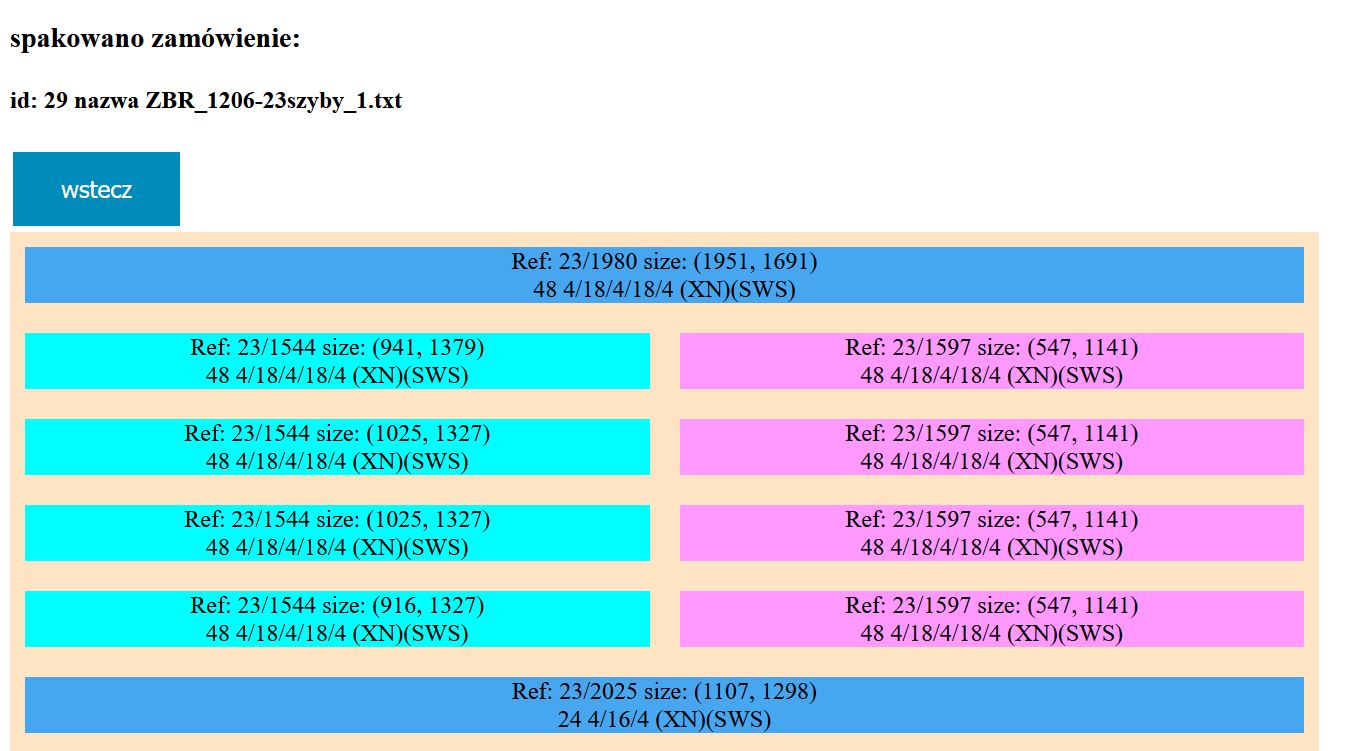 spakowano zamówienie:
id: 29 nazwa ZBR_1206-23szyby_1.txt
wstecz
Ref: 23/1980 size: (1951, 1691)
48 4/18/4/18/4 (XN)(SWS)
Ref: 23/1544 size: (941, 1379)
48 4/18/4/18/4 (XN)(SWS)
Ref: 23/1597 size: (547, 1141)
48 4/18/4/18/4 (XN)(SWS)
Ref: 23/1544 size: (1025, 1327)
48 4/18/4/18/4 (XN)(SWS)
Ref: 23/1597 size: (547, 1141)
48 4/18/4/18/4 (XN)(SWS)
Ref: 23/1544 size: (1025, 1327)
48 4/18/4/18/4 (XN)(SWS)
Ref: 23/1597 size: (547, 1141)
48 4/18/4/18/4 (XN)(SWS)
Ref: 23/1544 size: (916, 1327)
48 4/18/4/18/4 (XN)(SWS)
Ref: 23/1597 size: (547, 1141)
48 4/18/4/18/4 (XN)(SWS)
Ref: 23/2025 size: (1107, 1298)
24 4/16/4 (XN)(SWS)